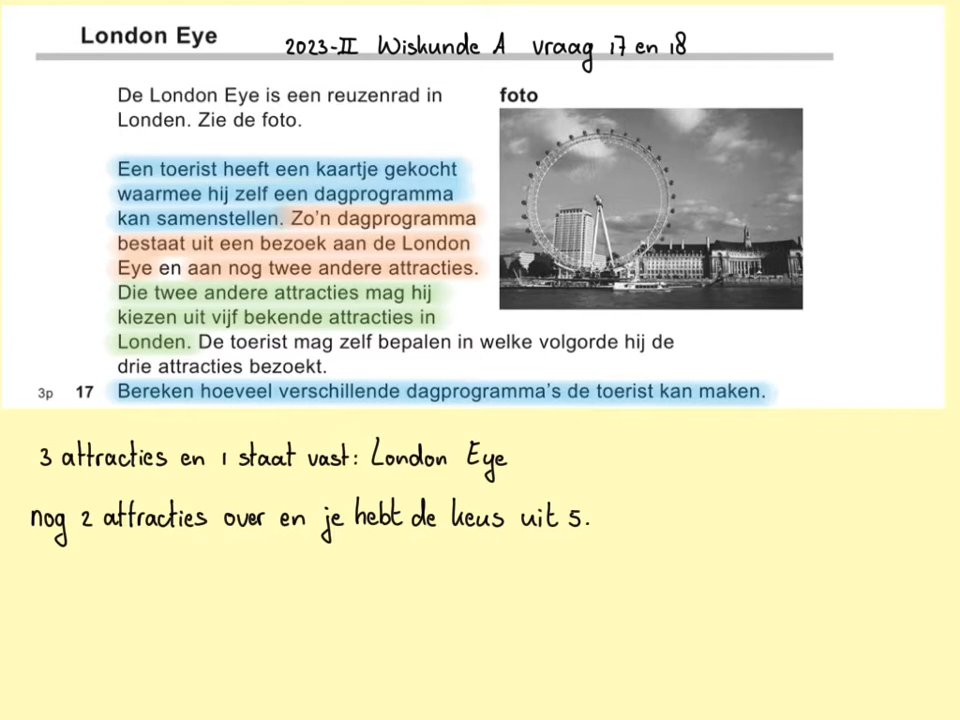 London Eye
2023-II Wiskunde A vraag 17 en 18
De London Eye is een reuzenrad in
Londen. Zie de foto.
foto
Een toerist heeft een kaartje gekocht
waarmee hij zelf een dagprogramma
kan samenstellen. Zo'n dagprogramma
bestaat uit een bezoek aan de London
Eye en aan nog twee andere attracties.
Die twee andere attracties mag hij
kiezen uit vijf bekende attracties in
Londen. De toerist mag zelf bepalen in welke volgorde hij de
drie attracties bezoekt.
3p 17 Bereken hoeveel verschillende dagprogramma's de toerist kan maken.
3 attracties en 1 staat vast: London Eye
nog 2 attracties over en je hebt de keus uit 5.